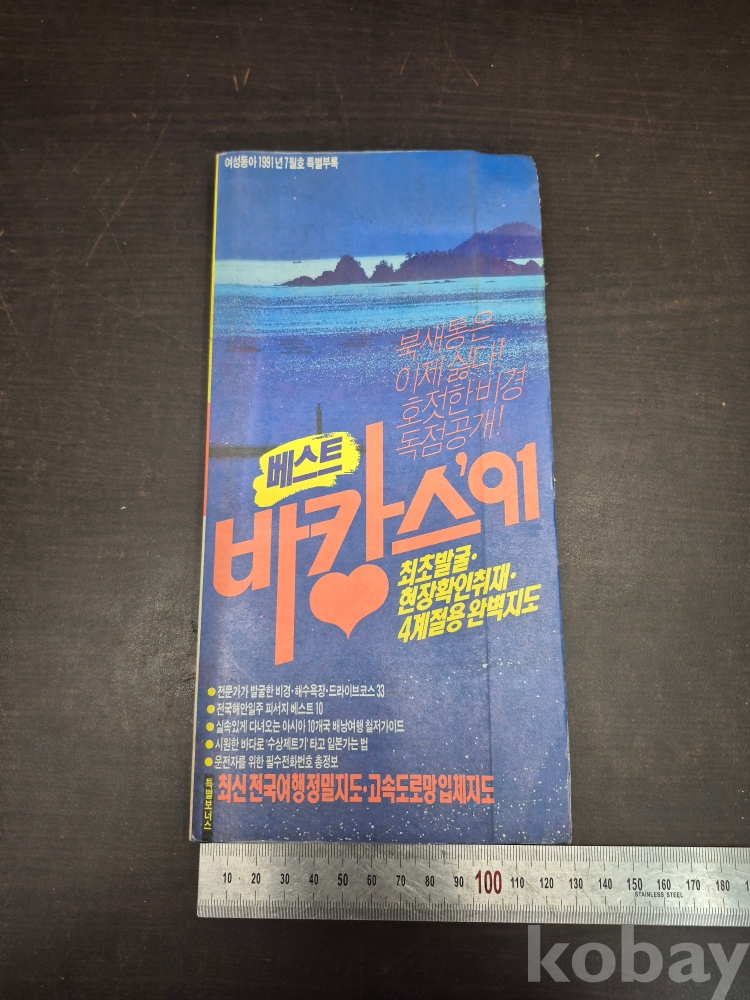 여성동아 1991년 7월호 특별부록
북새통은
이제 싫다!
호젓한 비경
독점공개!
베스트
바캉스'91
최초발굴·
현장확인취재·
4계절용 완벽지도
●전문가가 발굴한 비경·해수욕장·드라이브코스 33
●전국해안일주 피서지 베스트 10
●실속있게 다녀오는 아시아 10개국 배낭여행 철저가이드
●시원한 바다로 '수상제트기' 타고 일본가는 법
●운전자를 위한 필수전화번호 총정보
특별보너스
최신 전국여행 정밀지도·고속도로망 입체지도
10 20 30 40 50 60 70 80 90 100 110 120 130 140 150 160 170 180
STAINLESS STEEL
kobay